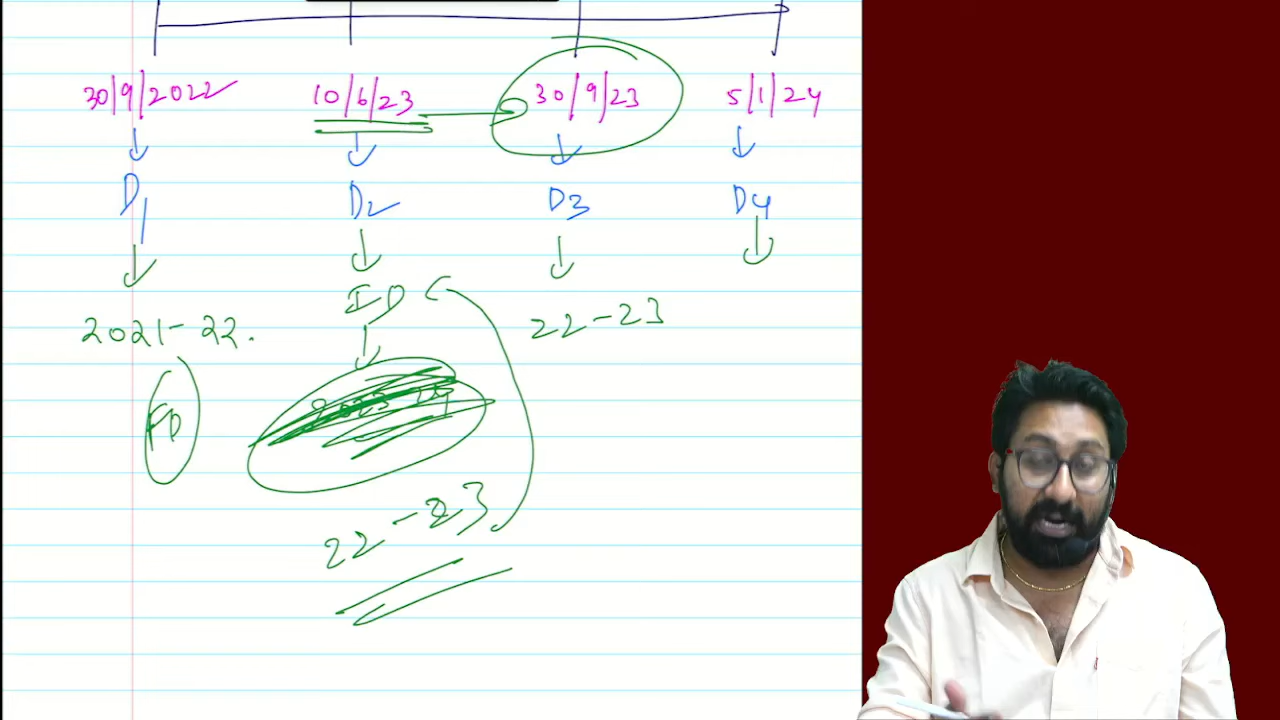 30/9/2022 10/6/23 30/9/23 5/1/24
D1 D2 D3 D4
ID
2021-22. 22-23
FD
22-23